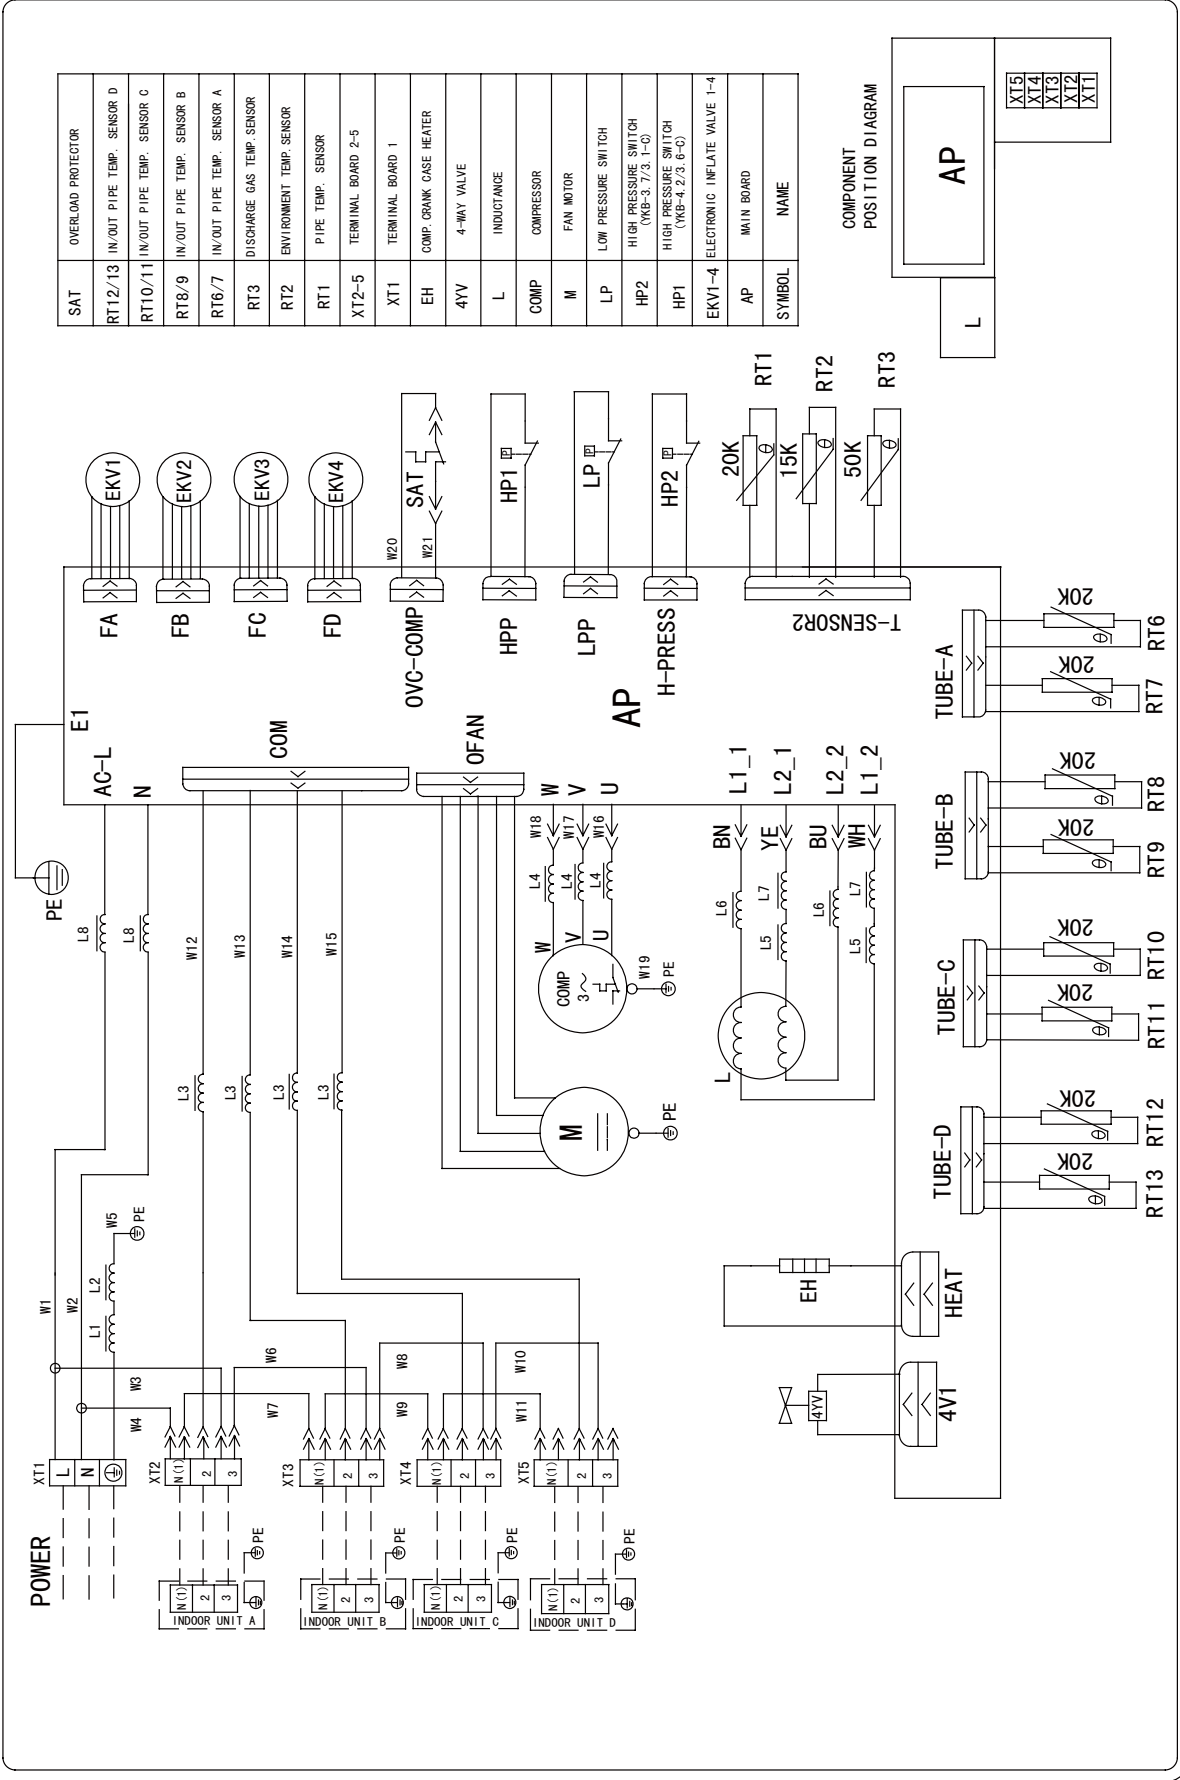 POWER
XT1
L
N
W1
W2
W3
W4
L1
L2
W5
PE
L8
L8
AC-L
N
PE
E1
XT2
N(1)
2
3
N(1)
2
3
PE
INDOOR UNIT A
XT3
N(1)
2
3
N(1)
2
3
PE
INDOOR UNIT B
XT4
N(1)
2
3
N(1)
2
3
PE
INDOOR UNIT C
XT5
N(1)
2
3
N(1)
2
3
PE
INDOOR UNIT D
W6
W7
W8
W9
W10
W11
L3
L3
L3
L3
W12
W13
W14
W15
COM
OFAN
M
PE
COMP
3~
W
V
U
W19
PE
L4
L4
L4
W18
W17
W16
W
V
U
AP
L
L6
L5
L7
L6
L5
L7
BN
YE
BU
WH
L1_1
L2_1
L2_2
L1_2
4YV
4V1
EH
HEAT
FA
EKV1
FB
EKV2
FC
EKV3
FD
EKV4
OVC-COMP
W20
W21
SAT
HPP
HP1
P
LPP
LP
P
H-PRESS
HP2
P
T-SENSOR2
20K
θ
RT1
15K
θ
RT2
50K
θ
RT3
TUBE-D
20K
θ
RT13
20K
θ
RT12
TUBE-C
20K
θ
RT11
20K
θ
RT10
TUBE-B
20K
θ
RT9
20K
θ
RT8
TUBE-A
20K
θ
RT7
20K
θ
RT6
SAT OVERLOAD PROTECTOR
RT12/13 IN/OUT PIPE TEMP. SENSOR D
RT10/11 IN/OUT PIPE TEMP. SENSOR C
RT8/9 IN/OUT PIPE TEMP. SENSOR B
RT6/7 IN/OUT PIPE TEMP. SENSOR A
RT3 DISCHARGE GAS TEMP. SENSOR
RT2 ENVIRONMENT TEMP. SENSOR
RT1 PIPE TEMP. SENSOR
XT2-5 TERMINAL BOARD 2-5
XT1 TERMINAL BOARD 1
EH COMP. CRANK CASE HEATER
4YV 4-WAY VALVE
L INDUCTANCE
COMP COMPRESSOR
M FAN MOTOR
LP LOW PRESSURE SWITCH
HP2 HIGH PRESSURE SWITCH
(YKB-3.7/3.1-C)
HP1 HIGH PRESSURE SWITCH
(YKB-4.2/3.6-C)
EKV1-4 ELECTRONIC INFLATE VALVE 1-4
AP MAIN BOARD
SYMBOL NAME
COMPONENT
POSITION DIAGRAM
L
AP
XT5
XT4
XT3
XT2
XT1